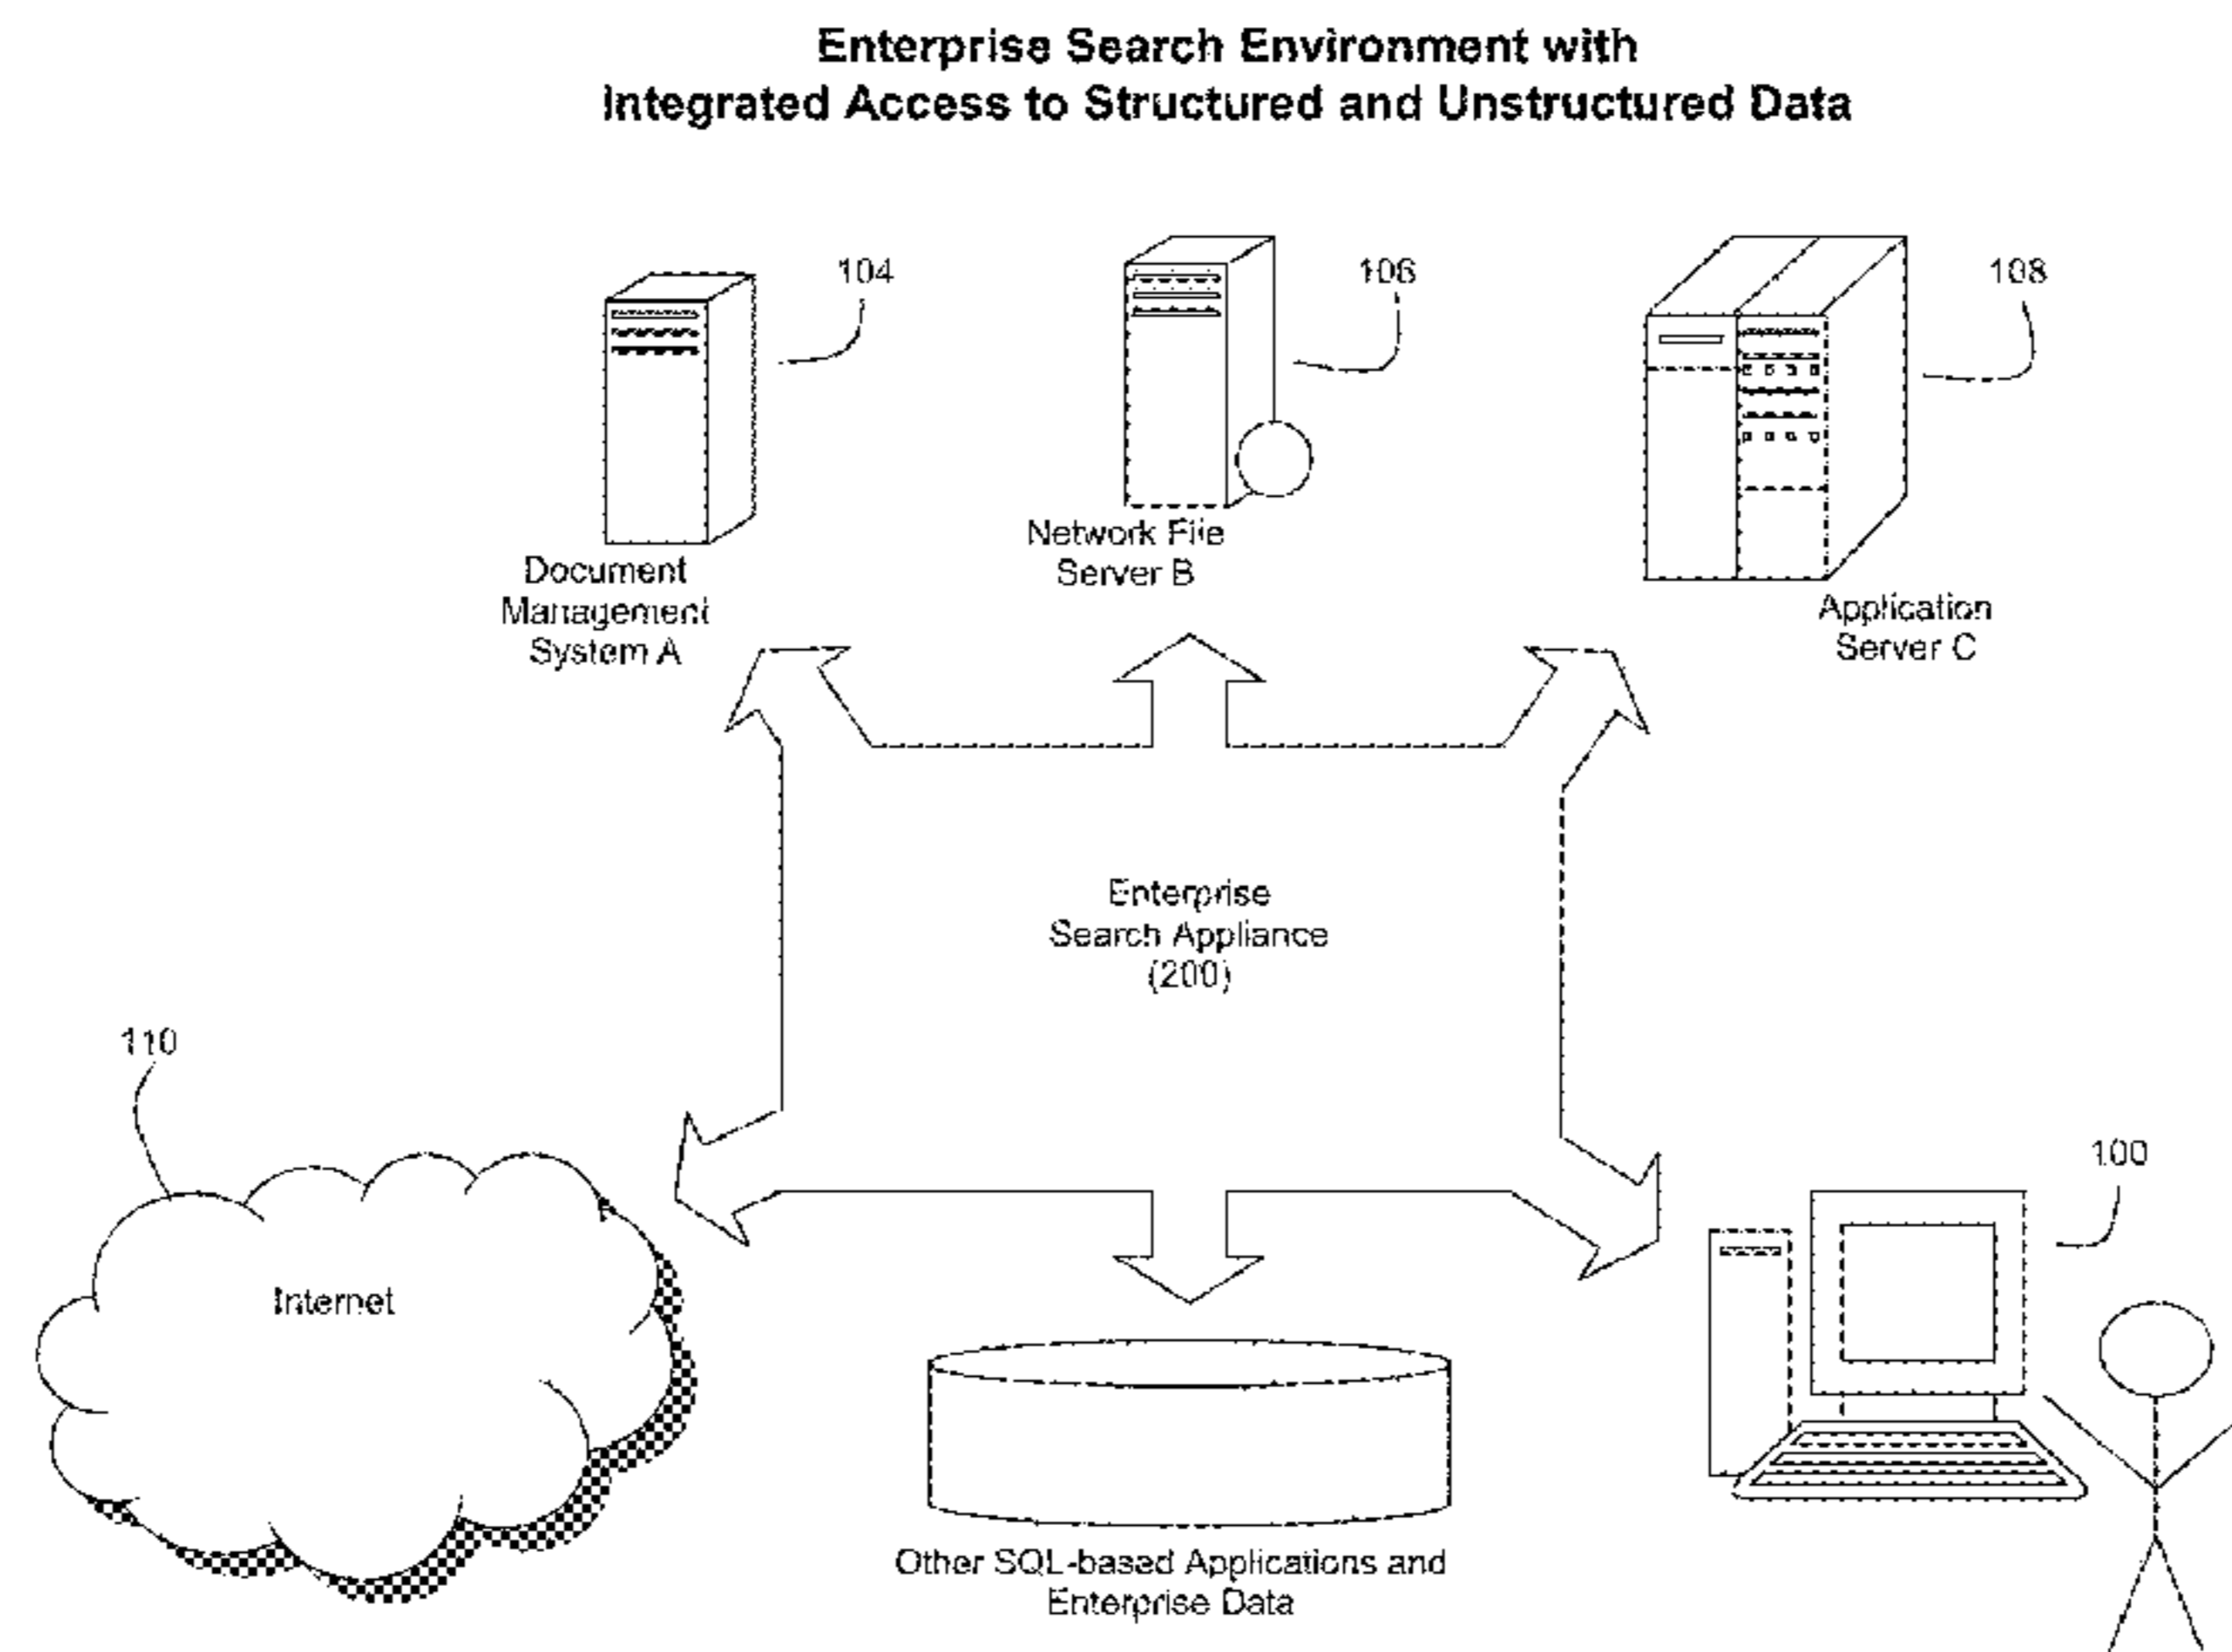 Enterprise Search Environment with
Integrated Access to Structured and Unstructured Data
104
106
108
Document
Management
System A
Network File
Server B
Application
Server C
Enterprise
Search Appliance
(200)
110
100
Internet
Other SQL-based Applications and
Enterprise Data